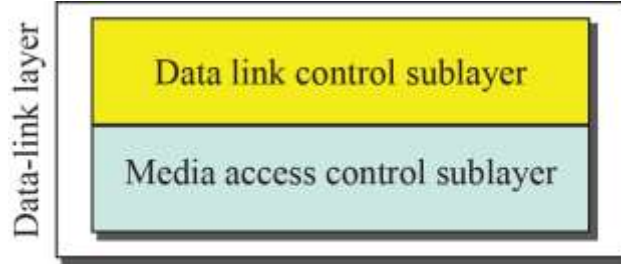 Data-link layer
Data link control sublayer
Media access control sublayer